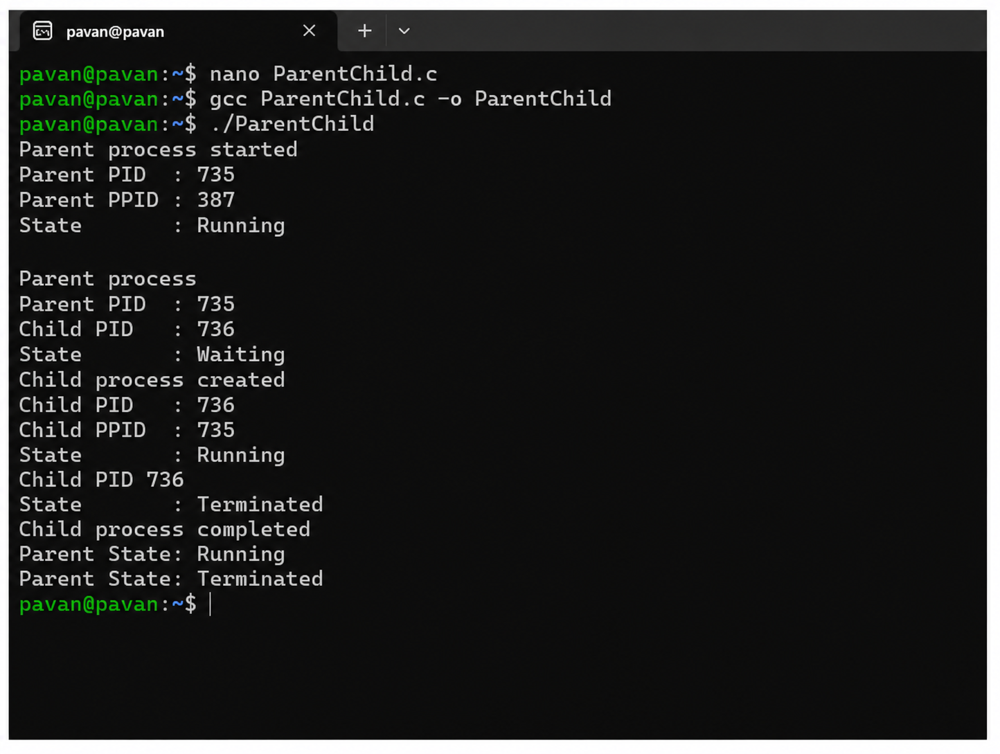 pavan@pavan
pavan@pavan:~$ nano ParentChild.c
pavan@pavan:~$ gcc ParentChild.c -o ParentChild
pavan@pavan:~$ ./ParentChild
Parent process started
Parent PID  : 735
Parent PPID : 387
State       : Running

Parent process
Parent PID  : 735
Child PID   : 736
State       : Waiting
Child process created
Child PID   : 736
Child PPID  : 735
State       : Running
Child PID 736
State       : Terminated
Child process completed
Parent State: Running
Parent State: Terminated
pavan@pavan:~$